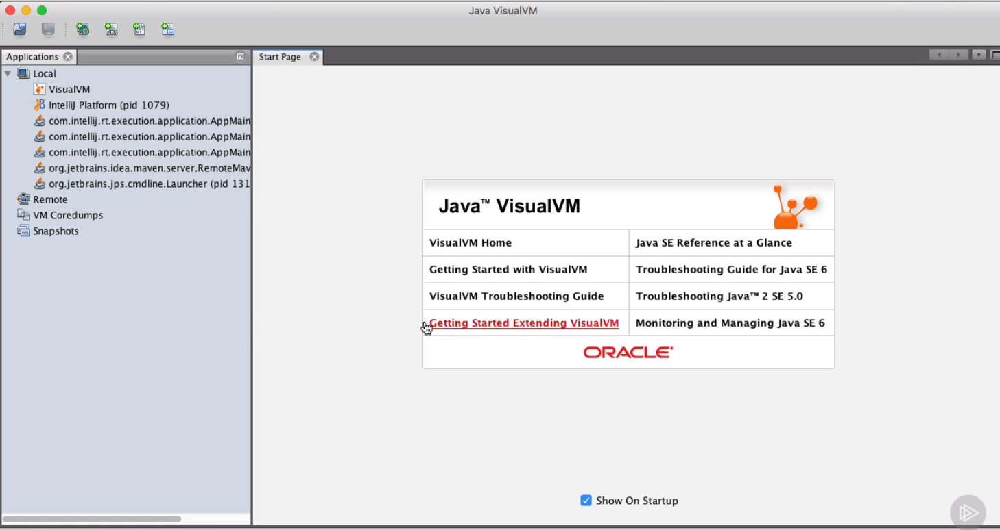 Java VisualVM
Applications
Start Page
Local
VisualVM
IntelliJ Platform (pid 1079)
com.intellij.rt.execution.application.AppMain
com.intellij.rt.execution.application.AppMain
com.intellij.rt.execution.application.AppMain
org.jetbrains.idea.maven.server.RemoteMav
org.jetbrains.jps.cmdline.Launcher (pid 131
Remote
VM Coredumps
Snapshots
Java™ VisualVM
VisualVM Home
Java SE Reference at a Glance
Getting Started with VisualVM
Troubleshooting Guide for Java SE 6
VisualVM Troubleshooting Guide
Troubleshooting Java™ 2 SE 5.0
Getting Started Extending VisualVM
Monitoring and Managing Java SE 6
ORACLE
Show On Startup